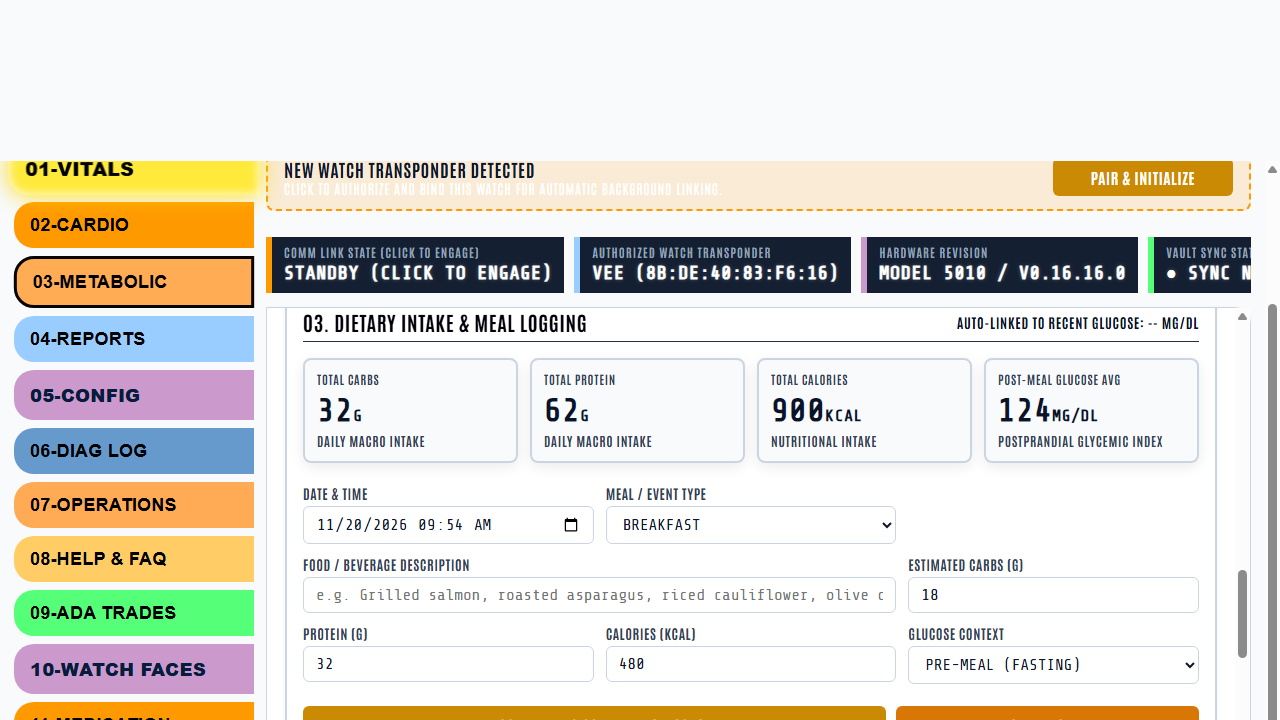 01-VITALS
02-CARDIO
03-METABOLIC
04-REPORTS
05-CONFIG
06-DIAG LOG
07-OPERATIONS
08-HELP & FAQ
09-ADA TRADES
10-WATCH FACES
11-MEDICATION
NEW WATCH TRANSPONDER DETECTED
CLICK TO AUTHORIZE AND BIND THIS WATCH FOR AUTOMATIC BACKGROUND LINKING.
PAIR & INITIALIZE
COMM LINK STATE (CLICK TO ENGAGE)
STANDBY (CLICK TO ENGAGE)
AUTHORIZED WATCH TRANSPONDER
VEE (8B:DE:40:83:F6:16)
HARDWARE REVISION
MODEL 5010 / V0.16.16.0
VAULT SYNC STAT
● SYNC N
03. DIETARY INTAKE & MEAL LOGGING
AUTO-LINKED TO RECENT GLUCOSE: -- MG/DL
TOTAL CARBS
32G
DAILY MACRO INTAKE
TOTAL PROTEIN
62G
DAILY MACRO INTAKE
TOTAL CALORIES
900KCAL
NUTRITIONAL INTAKE
POST-MEAL GLUCOSE AVG
124MG/DL
POSTPRANDIAL GLYCEMIC INDEX
DATE & TIME
11/20/2026 09:54 AM
MEAL / EVENT TYPE
BREAKFAST
FOOD / BEVERAGE DESCRIPTION
e.g. Grilled salmon, roasted asparagus, riced cauliflower, olive o
ESTIMATED CARBS (G)
18
PROTEIN (G)
32
CALORIES (KCAL)
480
GLUCOSE CONTEXT
PRE-MEAL (FASTING)